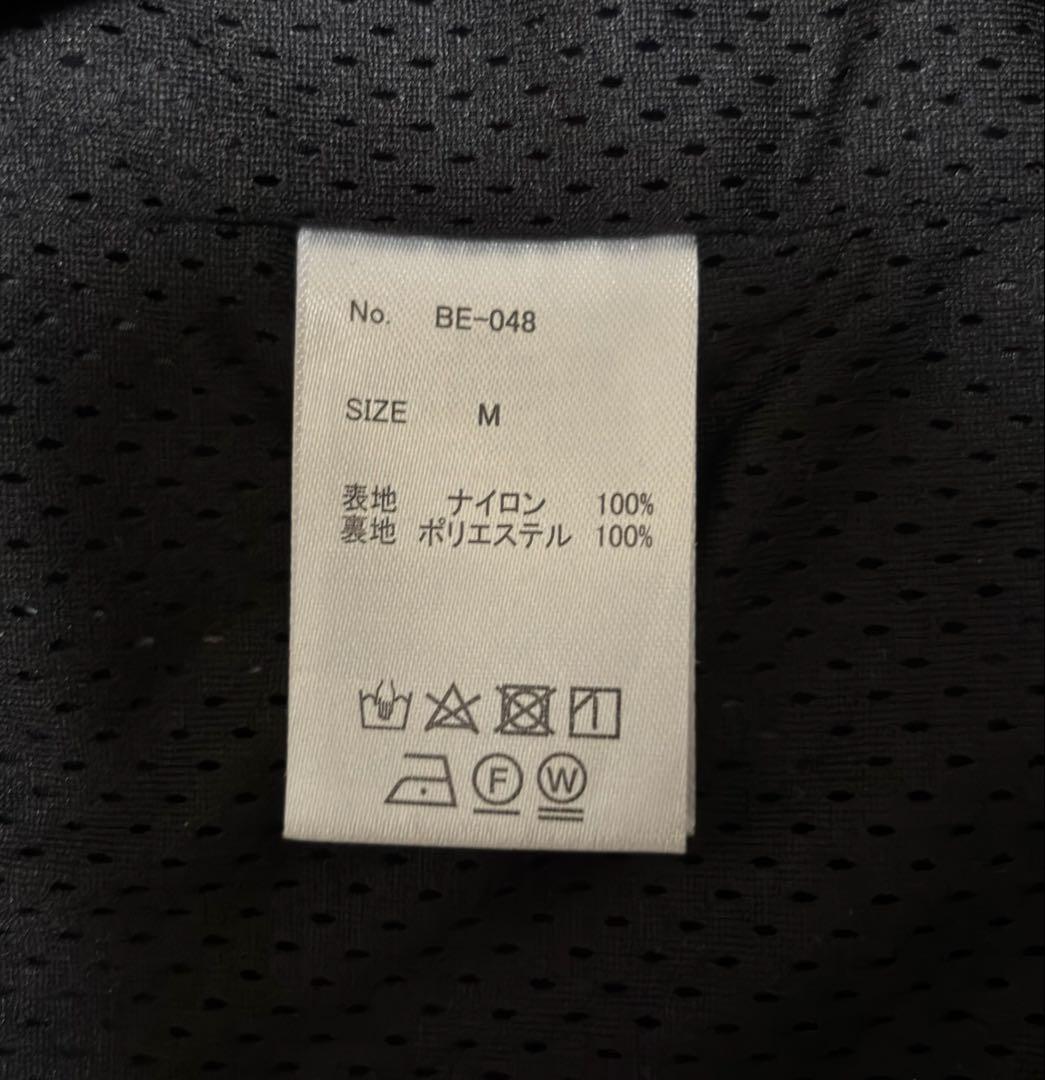 No. BE-048
SIZE M
表地 ナイロン 100%
裏地 ポリエステル 100%
F W